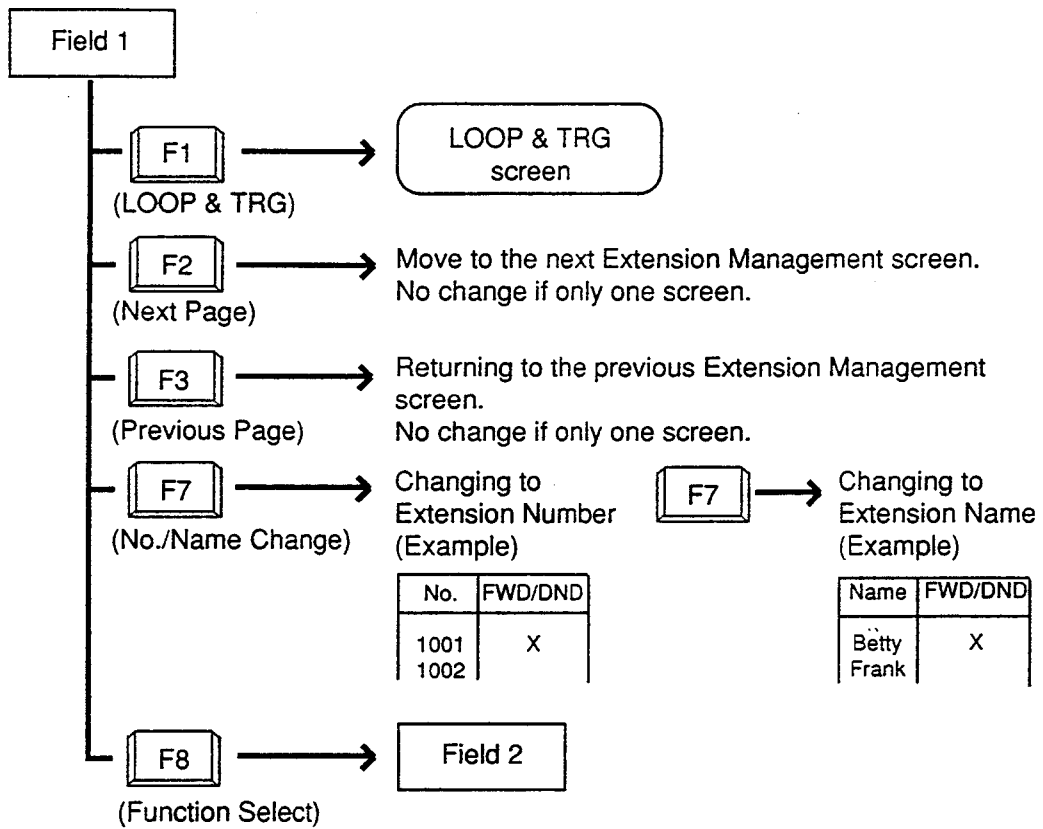 Field 1
F1
(LOOP & TRG)
LOOP & TRG
screen
F2
(Next Page)
Move to the next Extension Management screen.
No change if only one screen.
F3
(Previous Page)
Returning to the previous Extension Management
screen.
No change if only one screen.
F7
(No./Name Change)
Changing to
Extension Number
(Example)
No. FWD/DND
1001 X
1002
F7
Changing to
Extension Name
(Example)
Name FWD/DND
Betty X
Frank
F8
(Function Select)
Field 2